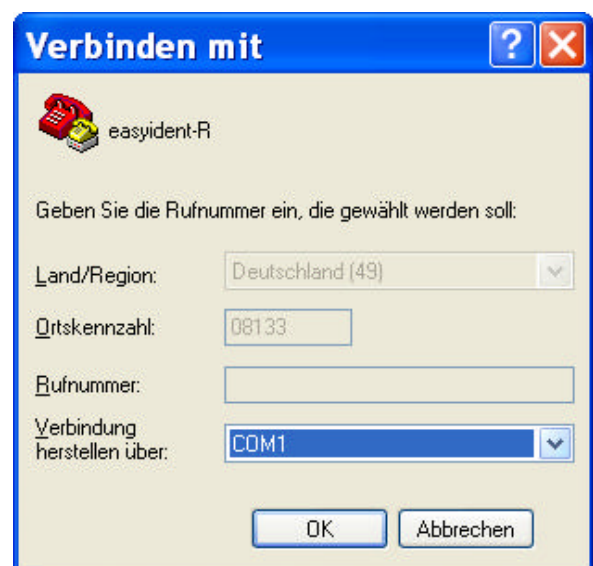 Verbinden mit
easyident-R
Geben Sie die Rufnummer ein, die gewählt werden soll:
Land/Region: Deutschland (49)
Ortskennzahl: 08133
Rufnummer:
Verbindung
herstellen über: COM1
OK Abbrechen